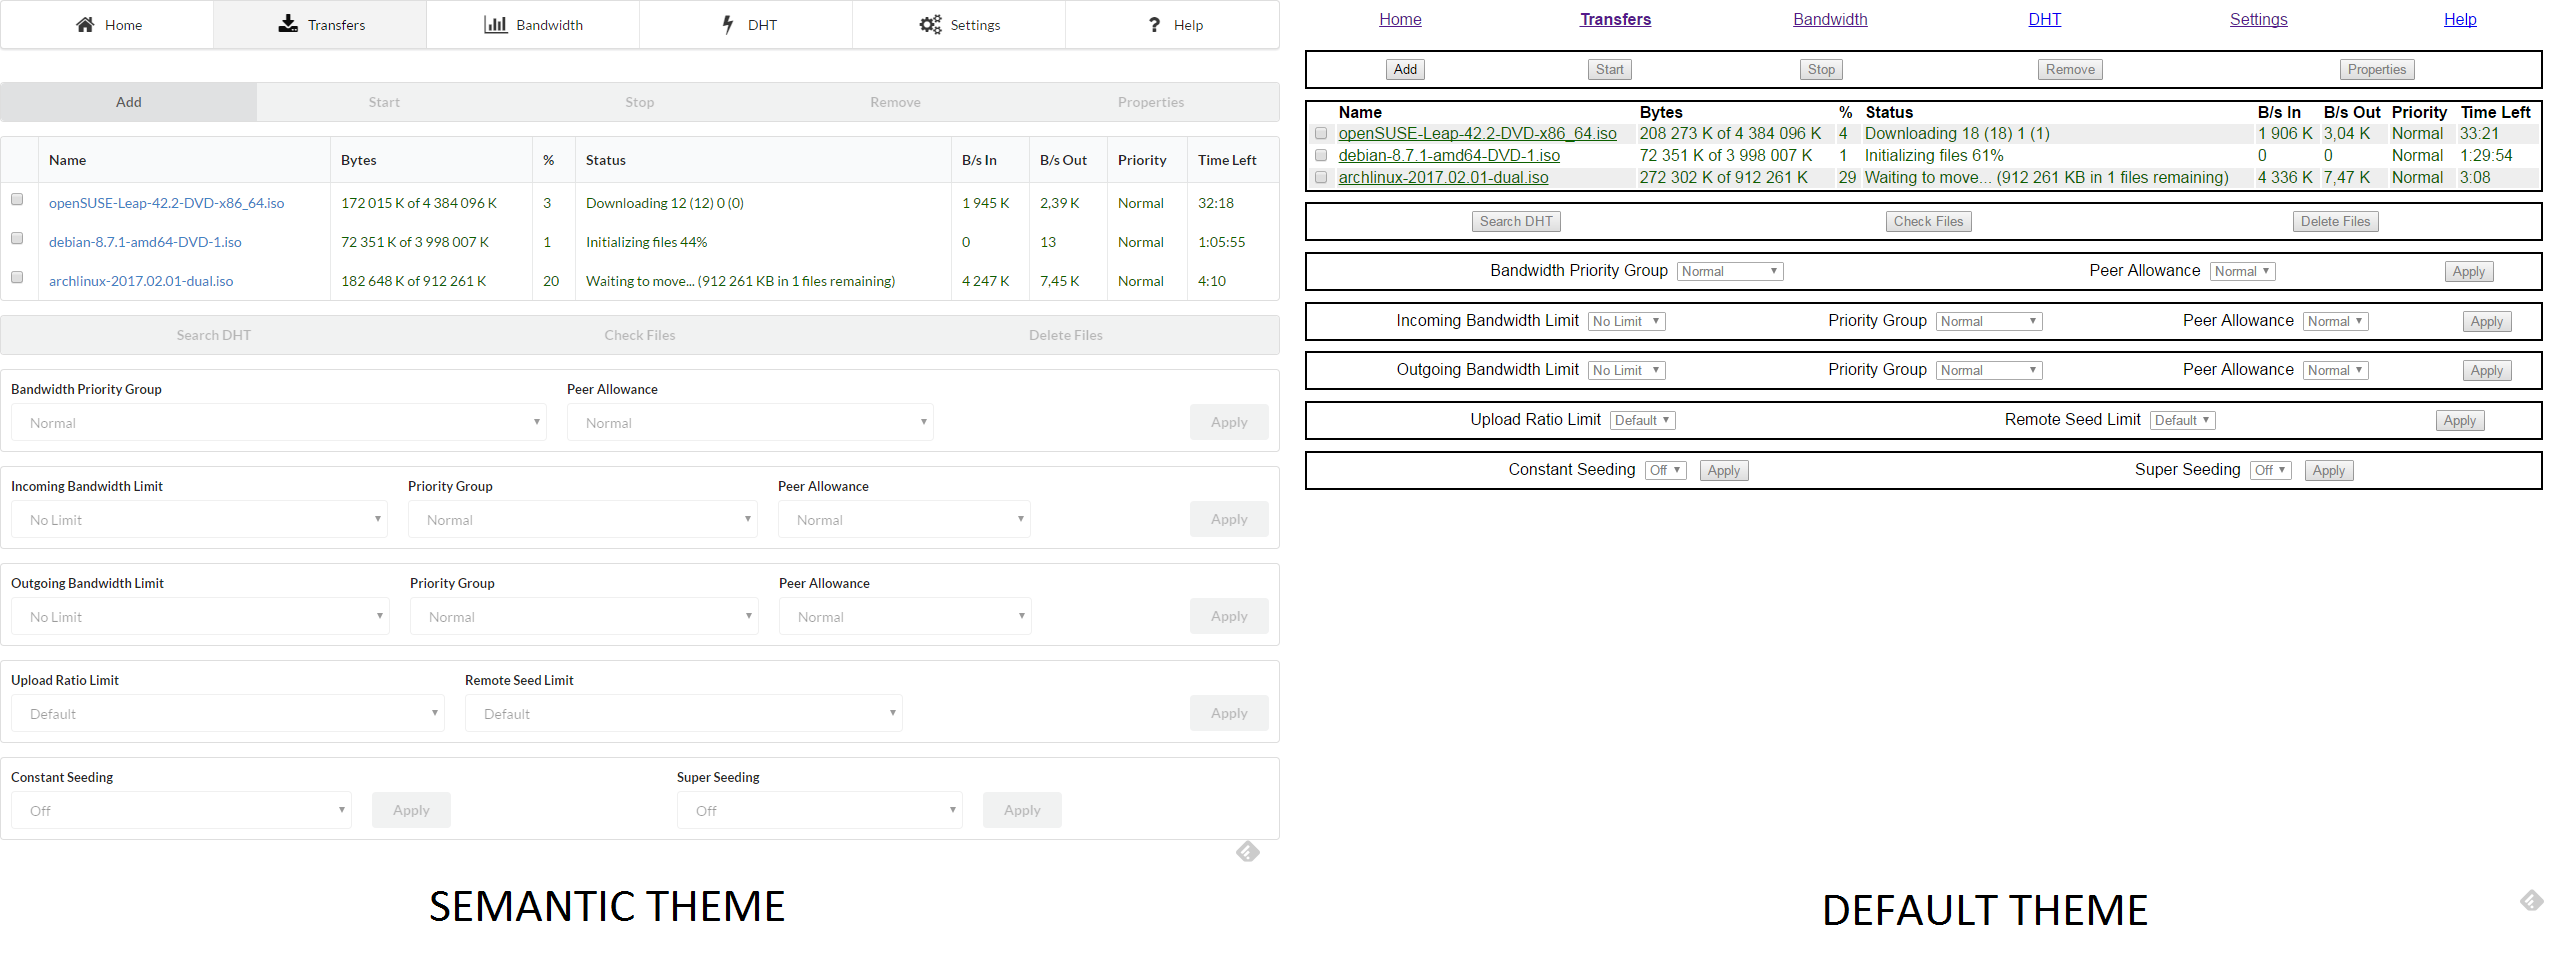 Home Transfers Bandwidth DHT Settings Help
Add Start Stop Remove Properties
Name Bytes % Status B/s In B/s Out Priority Time Left
openSUSE-Leap-42.2-DVD-x86_64.iso 172 015 K of 4 384 096 K 3 Downloading 12 (12) 0 (0) 1 945 K 2,39 K Normal 32:18
debian-8.7.1-amd64-DVD-1.iso 72 351 K of 3 998 007 K 1 Initializing files 44% 0 13 Normal 1:05:55
archlinux-2017.02.01-dual.iso 182 648 K of 912 261 K 20 Waiting to move... (912 261 KB in 1 files remaining) 4 247 K 7,45 K Normal 4:10
Search DHT Check Files Delete Files
Bandwidth Priority Group Peer Allowance
Normal Normal Apply
Incoming Bandwidth Limit Priority Group Peer Allowance
No Limit Normal Normal Apply
Outgoing Bandwidth Limit Priority Group Peer Allowance
No Limit Normal Normal Apply
Upload Ratio Limit Remote Seed Limit
Default Default Apply
Constant Seeding Super Seeding
Off Apply Off Apply
SEMANTIC THEME
Home Transfers Bandwidth DHT Settings Help
Add Start Stop Remove Properties
Name Bytes % Status B/s In B/s Out Priority Time Left
openSUSE-Leap-42.2-DVD-x86_64.iso 208 273 K of 4 384 096 K 4 Downloading 18 (18) 1 (1) 1 906 K 3,04 K Normal 33:21
debian-8.7.1-amd64-DVD-1.iso 72 351 K of 3 998 007 K 1 Initializing files 61% 0 0 Normal 1:29:54
archlinux-2017.02.01-dual.iso 272 302 K of 912 261 K 29 Waiting to move... (912 261 KB in 1 files remaining) 4 336 K 7,47 K Normal 3:08
Search DHT Check Files Delete Files
Bandwidth Priority Group Normal Peer Allowance Normal Apply
Incoming Bandwidth Limit No Limit Priority Group Normal Peer Allowance Normal Apply
Outgoing Bandwidth Limit No Limit Priority Group Normal Peer Allowance Normal Apply
Upload Ratio Limit Default Remote Seed Limit Default Apply
Constant Seeding Off Apply Super Seeding Off Apply
DEFAULT THEME